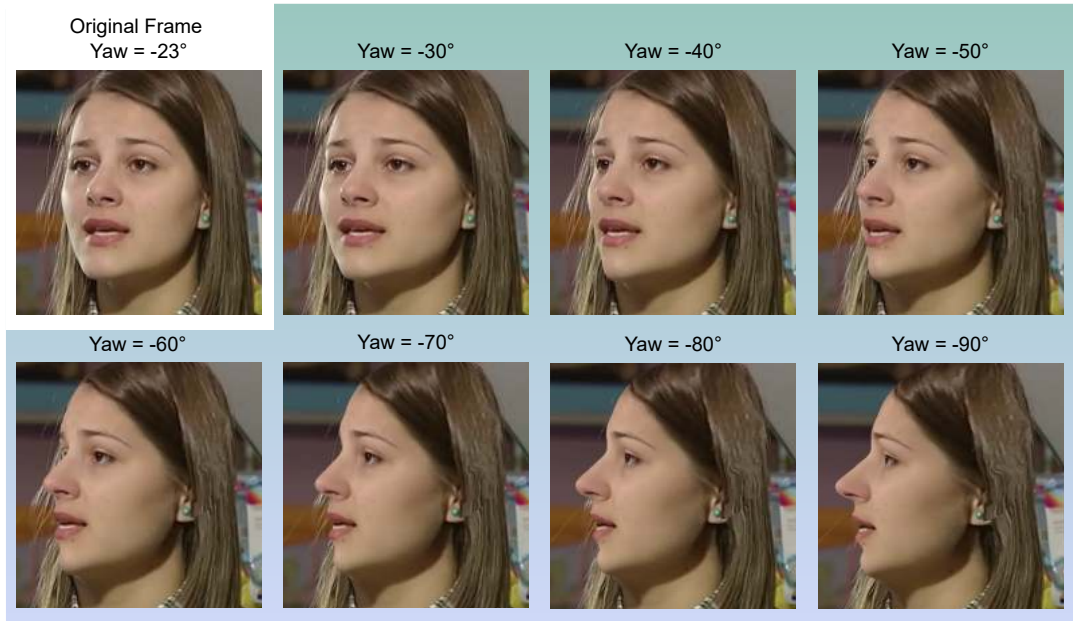 Original Frame
Yaw = -23°
Yaw = -30°
Yaw = -40°
Yaw = -50°
Yaw = -60°
Yaw = -70°
Yaw = -80°
Yaw = -90°